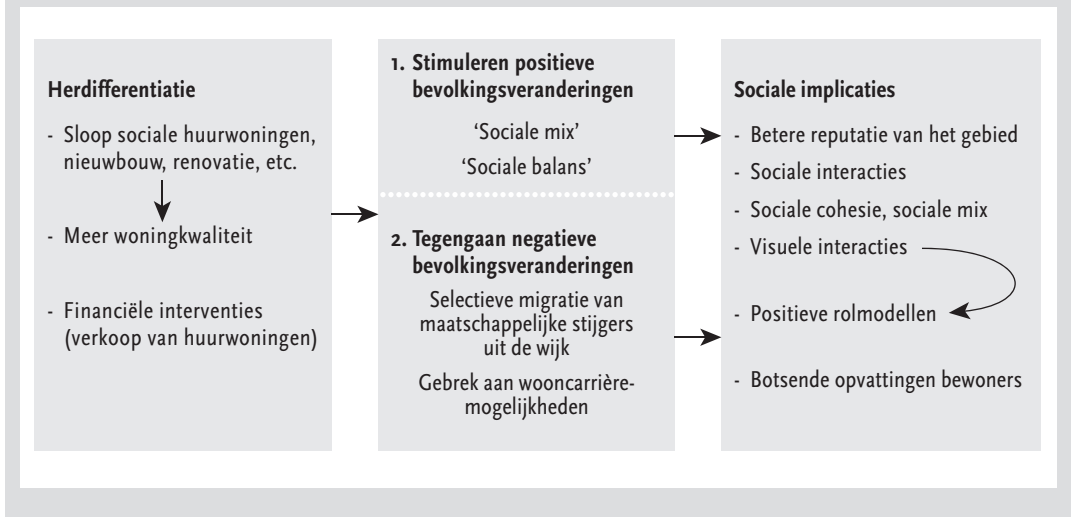 Herdifferentiatie
- Sloop sociale huurwoningen,
nieuwbouw, renovatie, etc.
- Meer woningkwaliteit
- Financiële interventies
(verkoop van huurwoningen)
1. Stimuleren positieve
bevolkingsveranderingen
‘Sociale mix’
‘Sociale balans’
2. Tegengaan negatieve
bevolkingsveranderingen
Selectieve migratie van
maatschappelijke stijgers
uit de wijk
Gebrek aan wooncarrière-
mogelijkheden
Sociale implicaties
- Betere reputatie van het gebied
- Sociale interacties
- Sociale cohesie, sociale mix
- Visuele interacties
- Positieve rolmodellen
- Botsende opvattingen bewoners